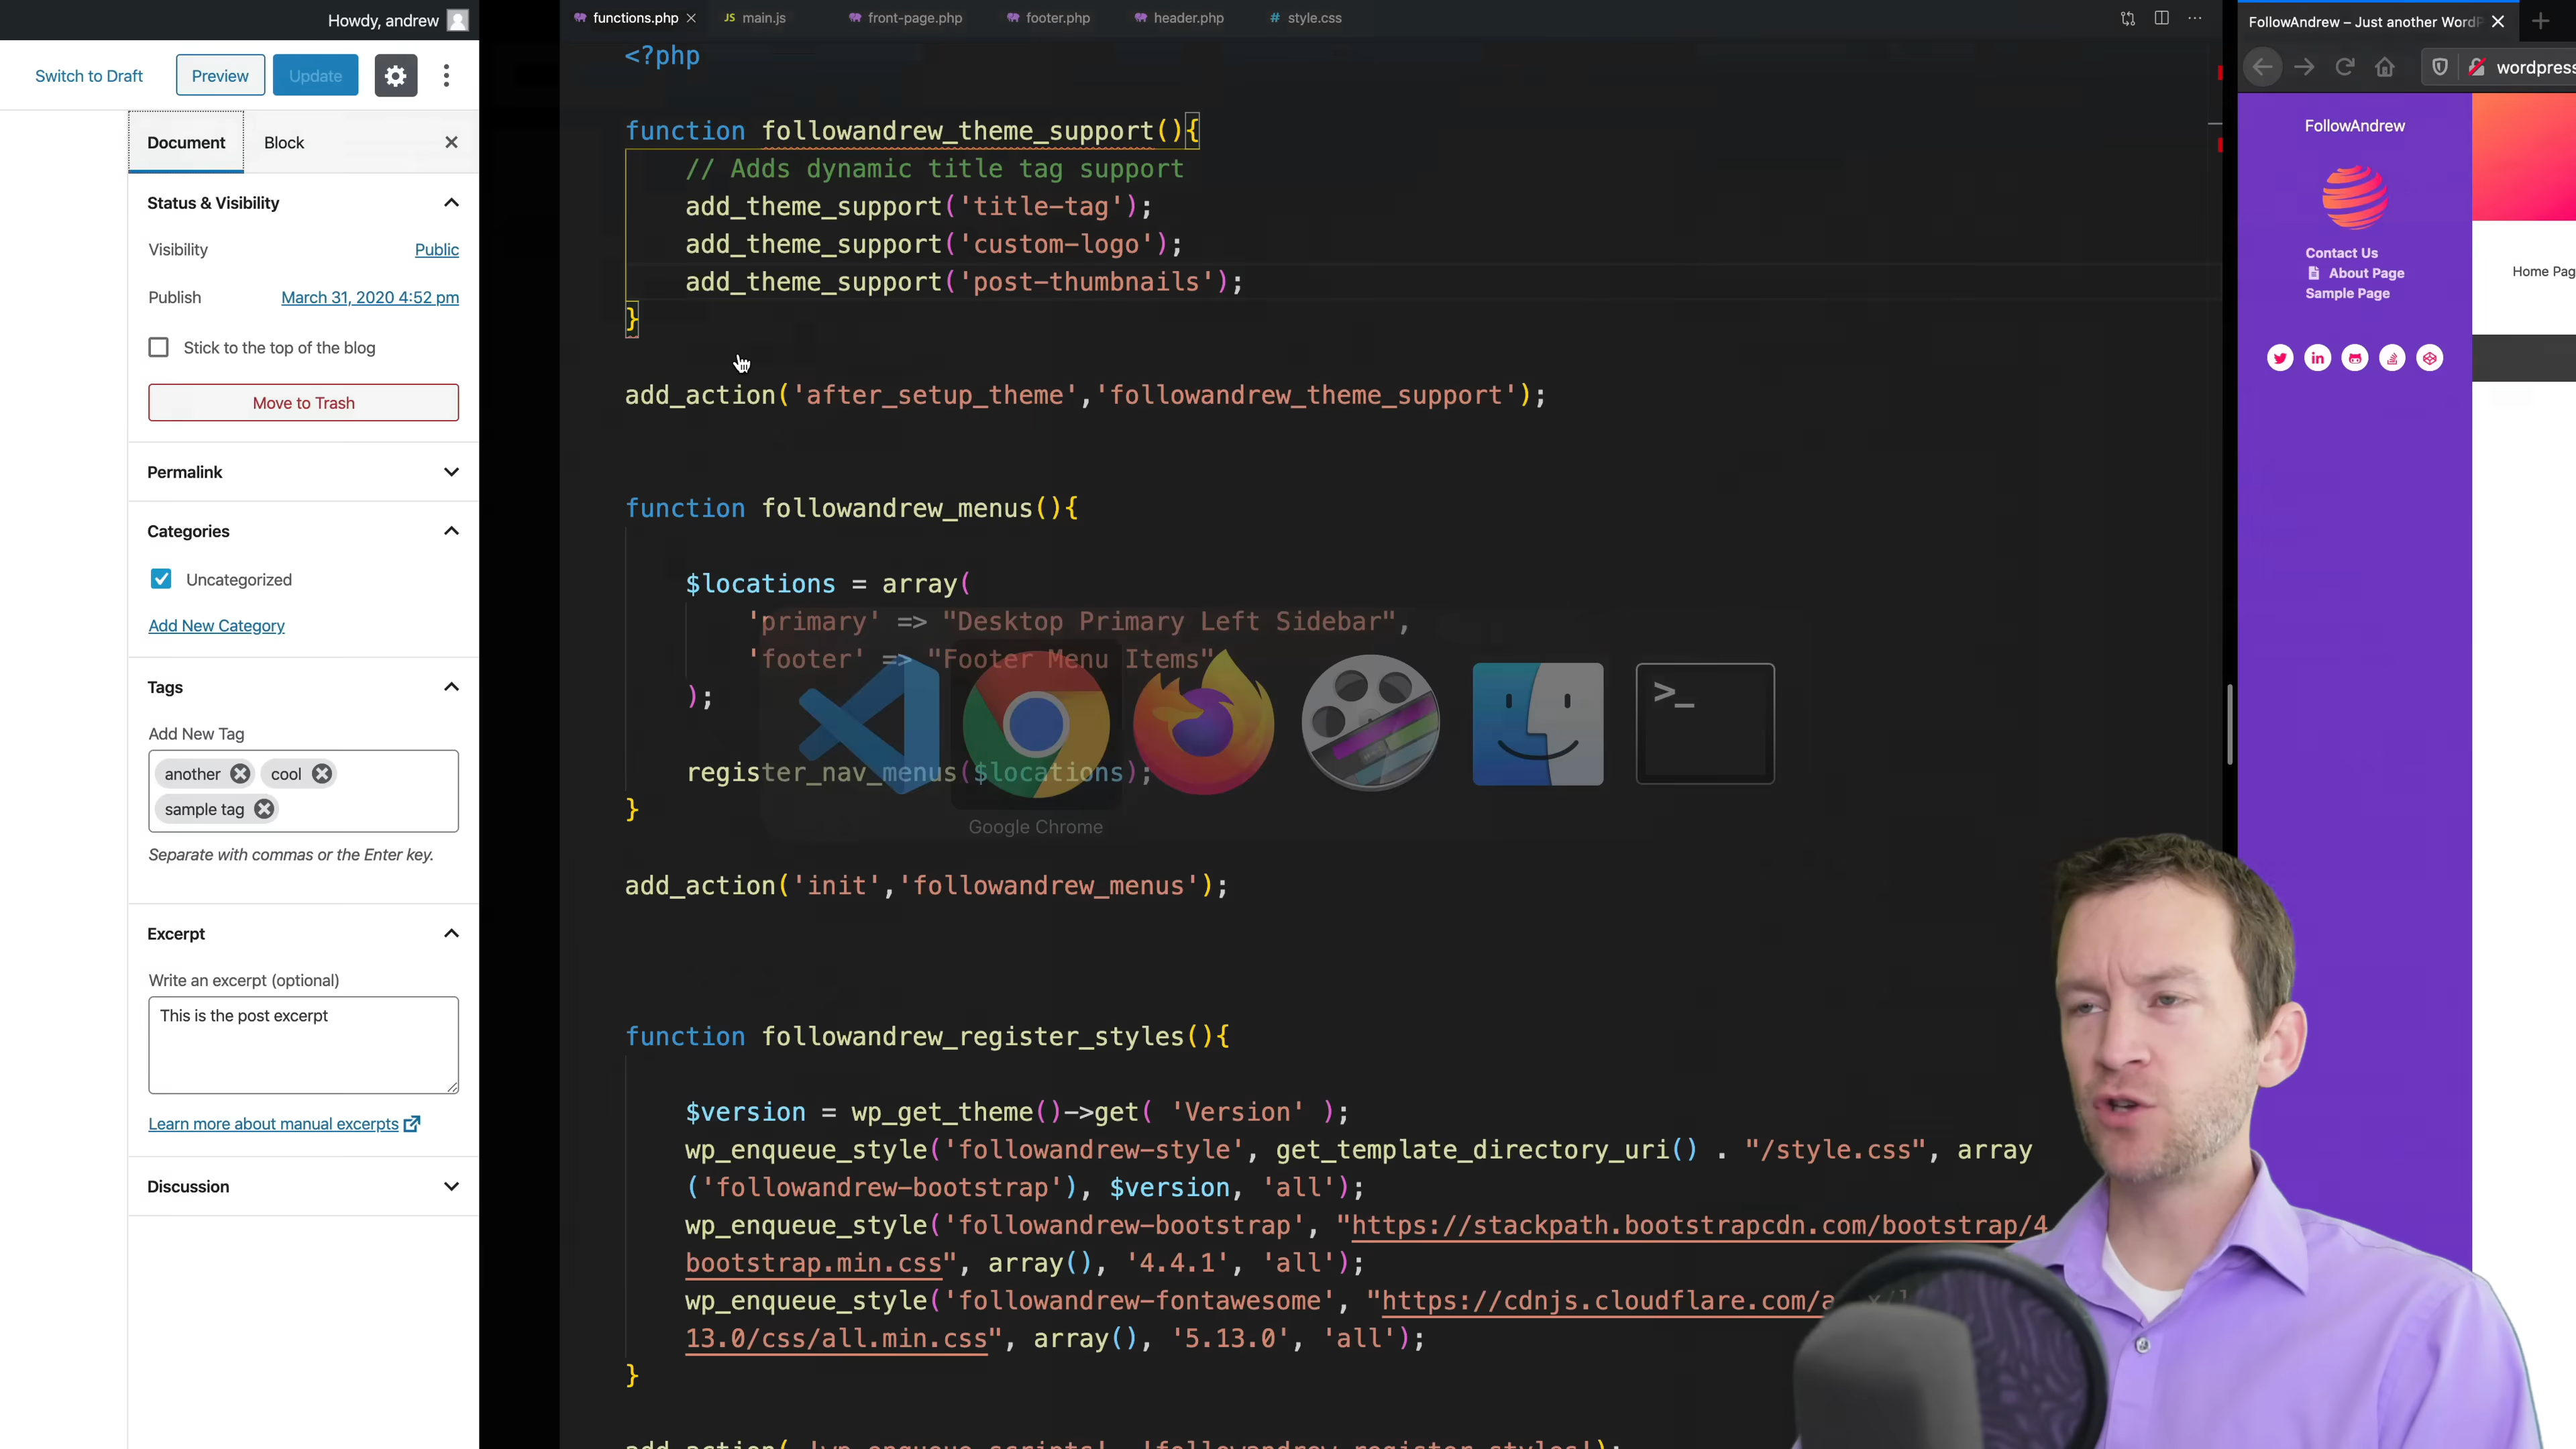 Howdy, andrew
Switch to Draft
Preview
Update
Document
Block
Status & Visibility
Visibility
Public
Publish
March 31, 2020 4:52 pm
Stick to the top of the blog
Move to Trash
Permalink
Categories
Uncategorized
Add New Category
Tags
Add New Tag
another
cool
sample tag
Separate with commas or the Enter key.
Excerpt
Write an excerpt (optional)
This is the post excerpt
Learn more about manual excerpts
Discussion
functions.php
JS main.js
front-page.php
footer.php
header.php
# style.css
<?php
function followandrew_theme_support(){
// Adds dynamic title tag support
add_theme_support('title-tag');
add_theme_support('custom-logo');
add_theme_support('post-thumbnails');
}
add_action('after_setup_theme','followandrew_theme_support');
function followandrew_menus(){
$locations = array(
'primary' => "Desktop Primary Left Sidebar",
'footer' => "Footer Menu Items"
);
register_nav_menus($locations);
}
add_action('init','followandrew_menus');
function followandrew_register_styles(){
$version = wp_get_theme()->get( 'Version' );
wp_enqueue_style('followandrew-style', get_template_directory_uri() . "/style.css", array
('followandrew-bootstrap'), $version, 'all');
wp_enqueue_style('followandrew-bootstrap', "https://stackpath.bootstrapcdn.com/bootstrap/4
bootstrap.min.css", array(), '4.4.1', 'all');
wp_enqueue_style('followandrew-fontawesome', "https://cdnjs.cloudflare.com/a
13.0/css/all.min.css", array(), '5.13.0', 'all');
}
add_action( 'wp_enqueue_scripts', 'followandrew_register_styles');
>_
Google Chrome
FollowAndrew – Just another WordP
wordpress
FollowAndrew
Contact Us
About Page
Sample Page
Home Pag